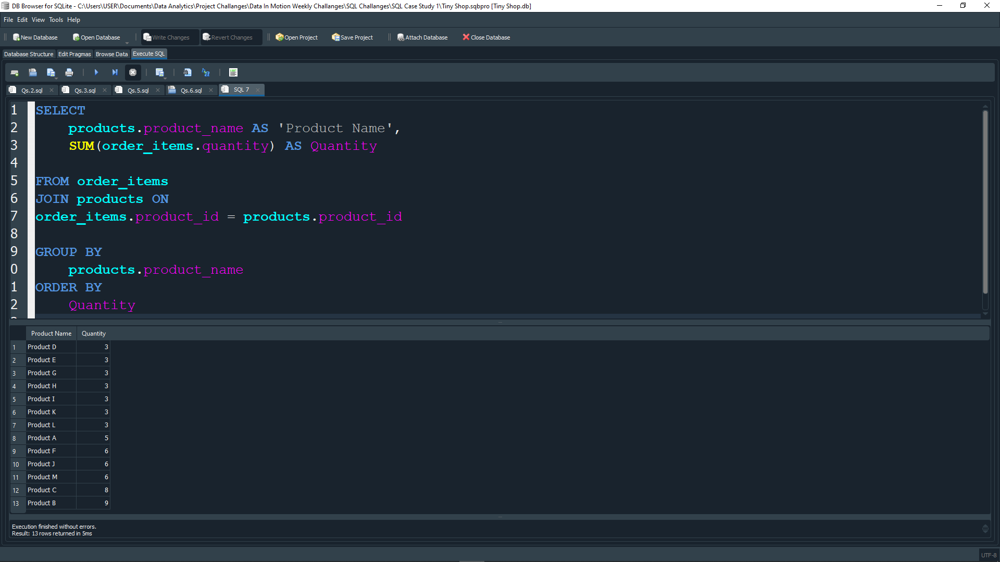 DB Browser for SQLite - C:\Users\USER\Documents\Data Analytics\Project Challanges\Data In Motion Weekly Challanges\SQL Challanges\SQL Case Study 1\Tiny Shop.sqbpro [Tiny Shop.db]
File Edit View Tools Help
New Database Open Database Write Changes Revert Changes Open Project Save Project Attach Database Close Database
Database Structure Edit Pragmas Browse Data Execute SQL
Qs.2.sql Qs.3.sql Qs.5.sql Qs.6.sql SQL 7
1 SELECT
2 products.product_name AS 'Product Name',
3 SUM(order_items.quantity) AS Quantity
4
5 FROM order_items
6 JOIN products ON
7 order_items.product_id = products.product_id
8
9 GROUP BY
0 products.product_name
1 ORDER BY
2 Quantity
Product Name Quantity
1 Product D 3
2 Product E 3
3 Product G 3
4 Product H 3
5 Product I 3
6 Product K 3
7 Product L 3
8 Product A 5
9 Product F 6
10 Product J 6
11 Product M 6
12 Product C 8
13 Product B 9
Execution finished without errors.
Result: 13 rows returned in 5ms
UTF-8